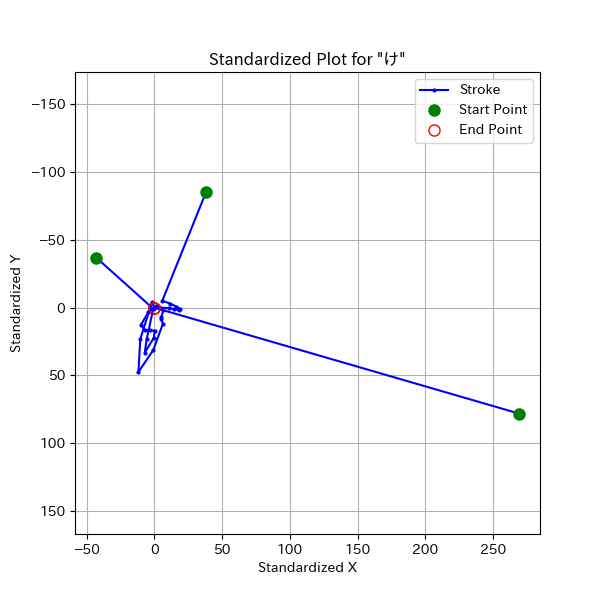 Standardized Plot for "け"
Stroke
Start Point
End Point
Standardized Y
−150
−100
−50
0
50
100
150
−50 0 50 100 150 200 250
Standardized X